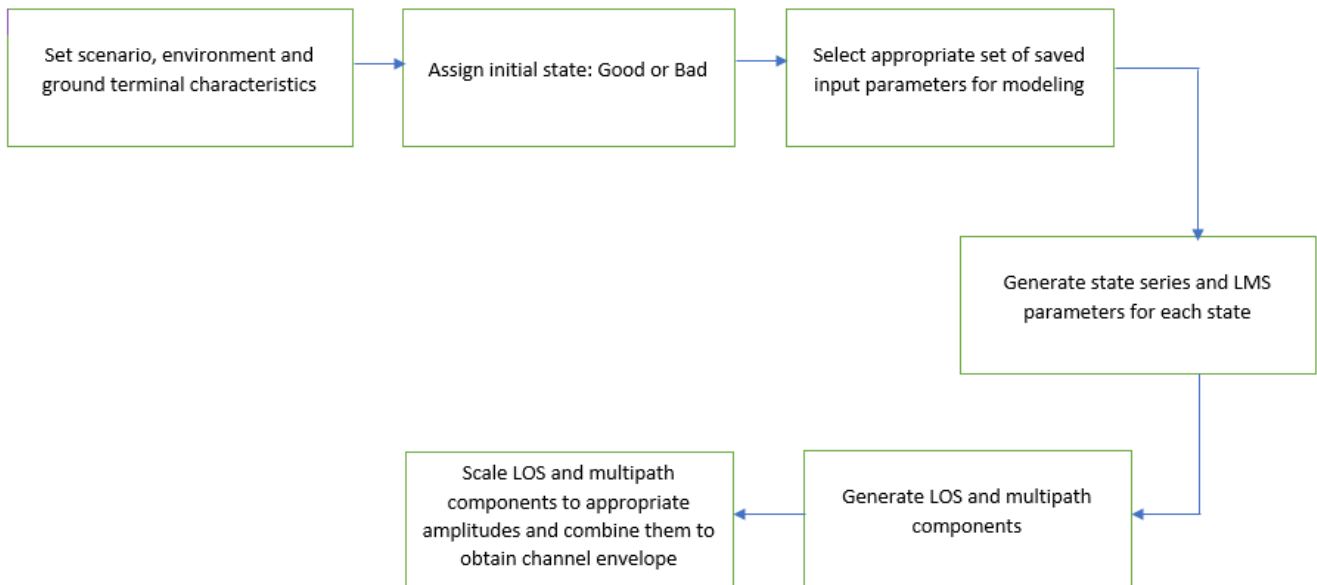 Set scenario, environment and
ground terminal characteristics
Assign initial state: Good or Bad
Select appropriate set of saved
input parameters for modeling
Generate state series and LMS
parameters for each state
Generate LOS and multipath
components
Scale LOS and multipath
components to appropriate
amplitudes and combine them to
obtain channel envelope